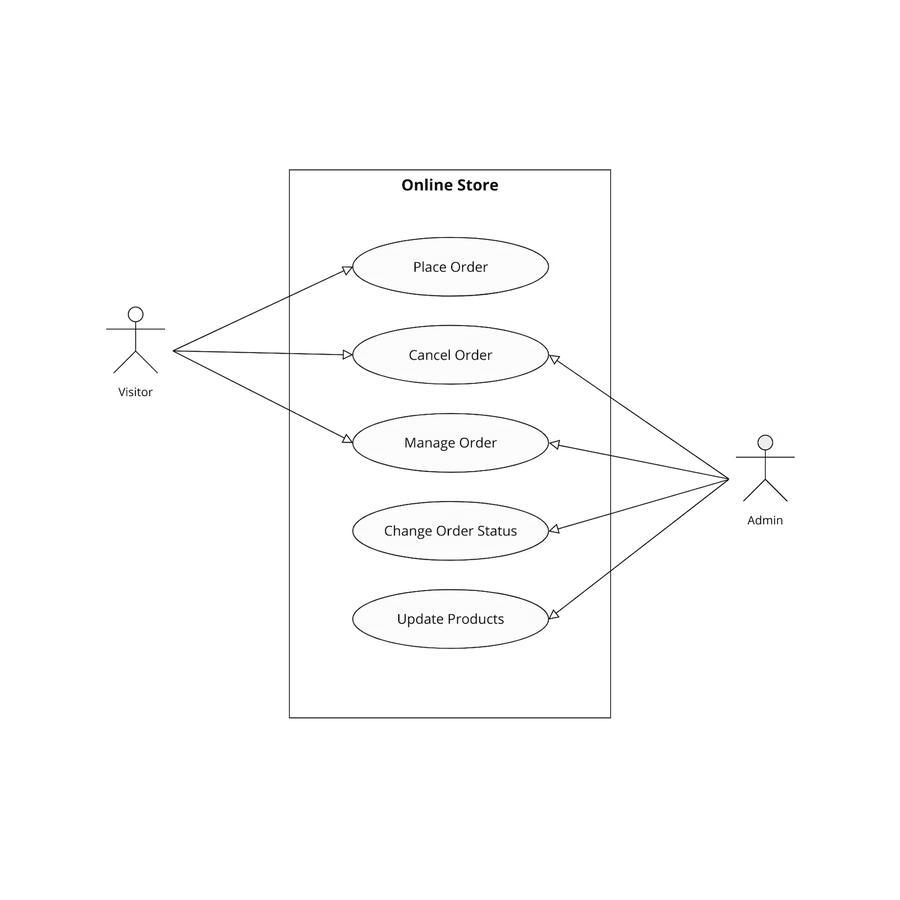 Online Store
Place Order
Cancel Order
Visitor
Manage Order
Admin
Change Order Status
Update Products